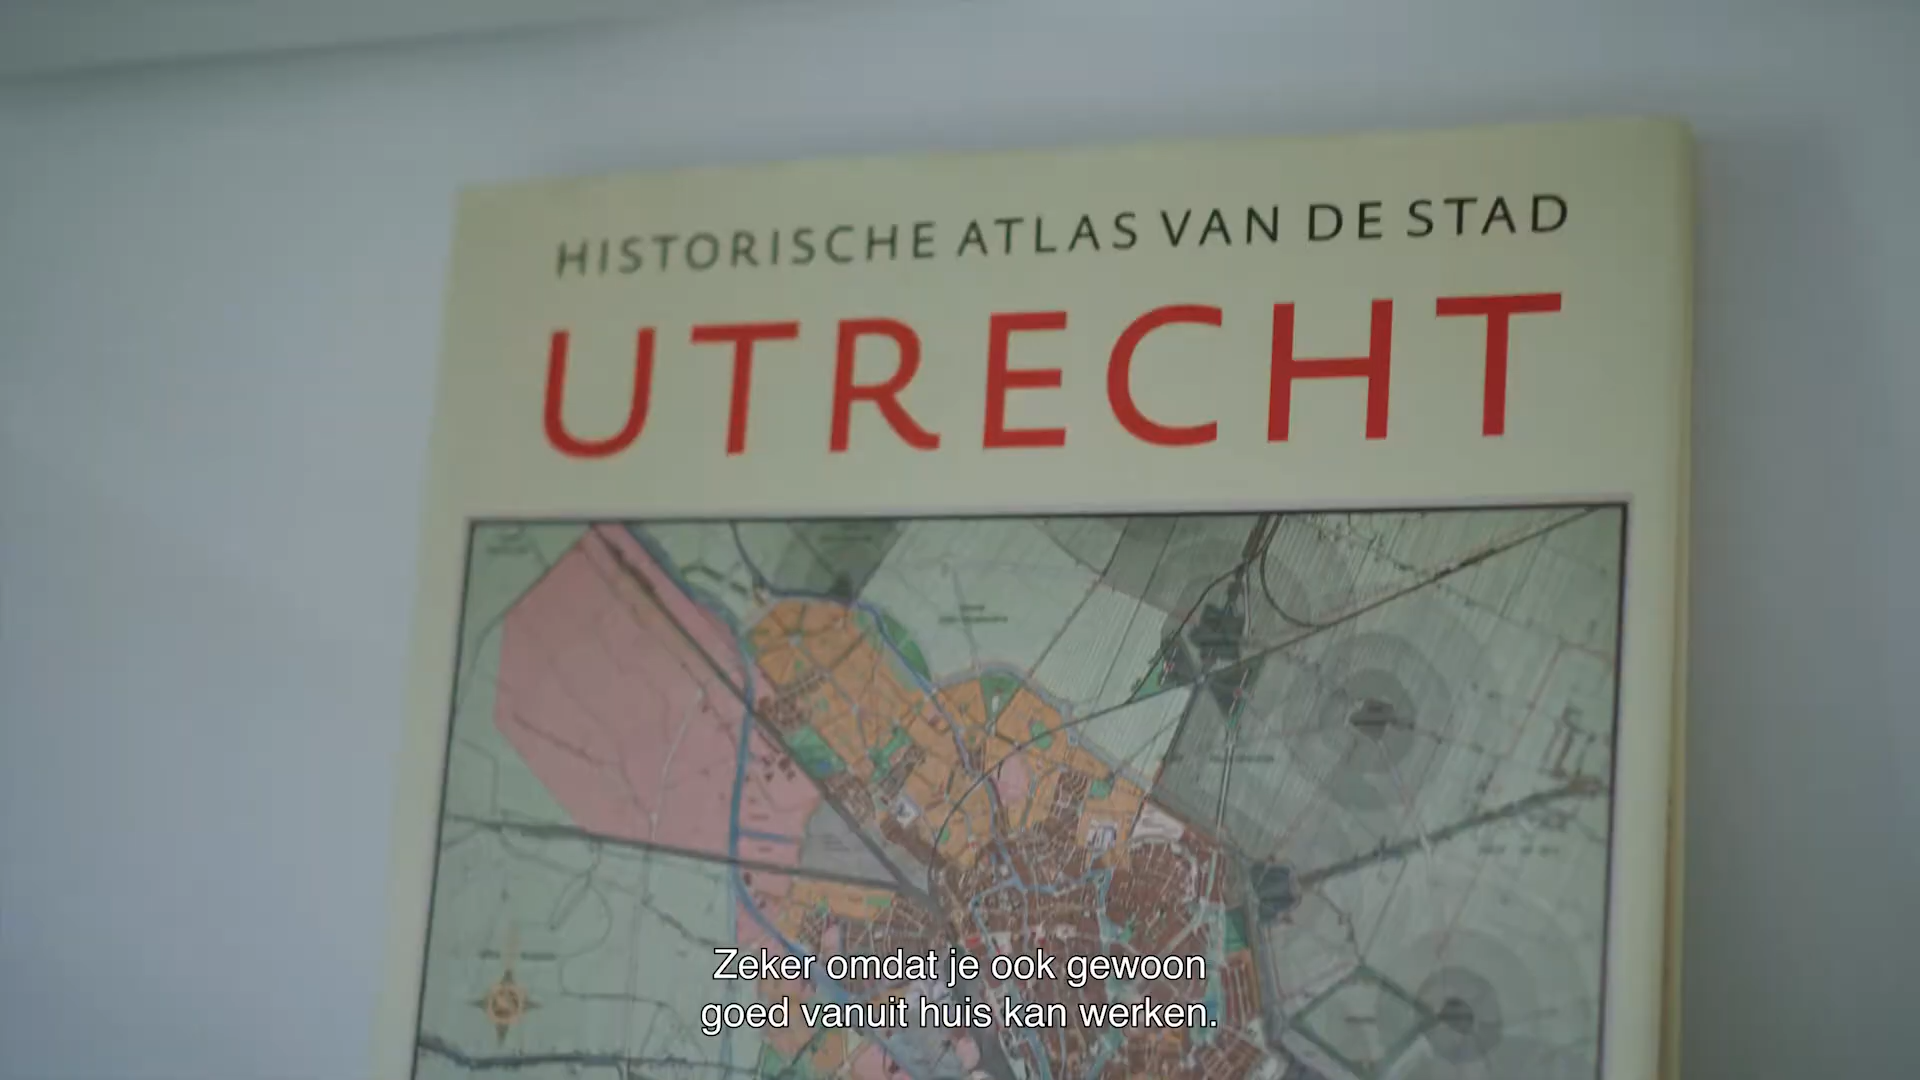 HISTORISCHE ATLAS VAN DE STAD
UTRECHT
Zeker omdat je ook gewoon
goed vanuit huis kan werken.